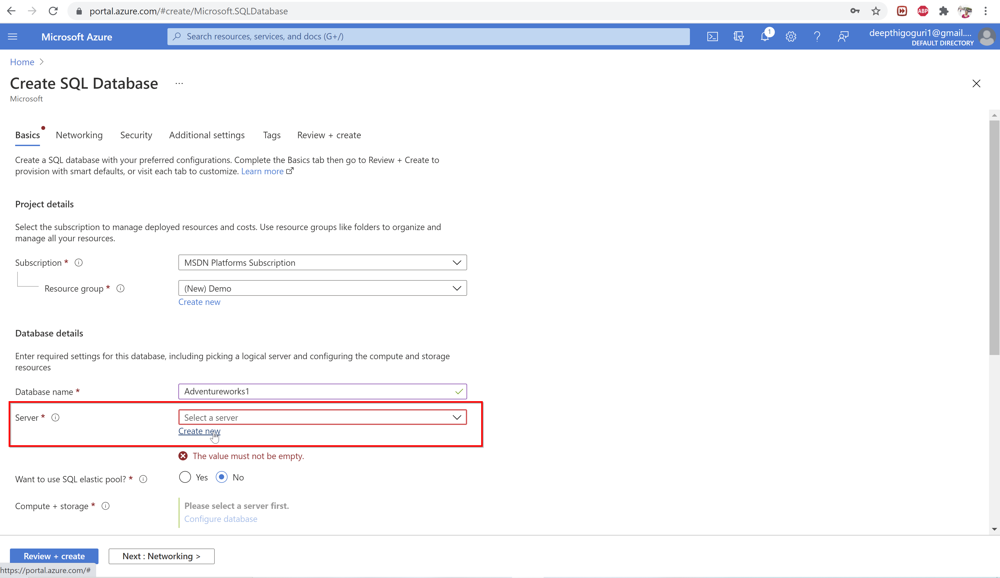 portal.azure.com/#create/Microsoft.SQLDatabase
ABP
Microsoft Azure
Search resources, services, and docs (G+/)
1
deepthigoguri1@gmail....
DEFAULT DIRECTORY
Home >
Create SQL Database ...
Microsoft
Basics Networking Security Additional settings Tags Review + create
Create a SQL database with your preferred configurations. Complete the Basics tab then go to Review + Create to
provision with smart defaults, or visit each tab to customize. Learn more
Project details
Select the subscription to manage deployed resources and costs. Use resource groups like folders to organize and
manage all your resources.
Subscription * MSDN Platforms Subscription
Resource group * (New) Demo
Create new
Database details
Enter required settings for this database, including picking a logical server and configuring the compute and storage
resources
Database name * Adventureworks1
Server * Select a server
Create new
The value must not be empty.
Want to use SQL elastic pool? * Yes No
Compute + storage * Please select a server first.
Configure database
Review + create Next : Networking >
https://portal.azure.com/#